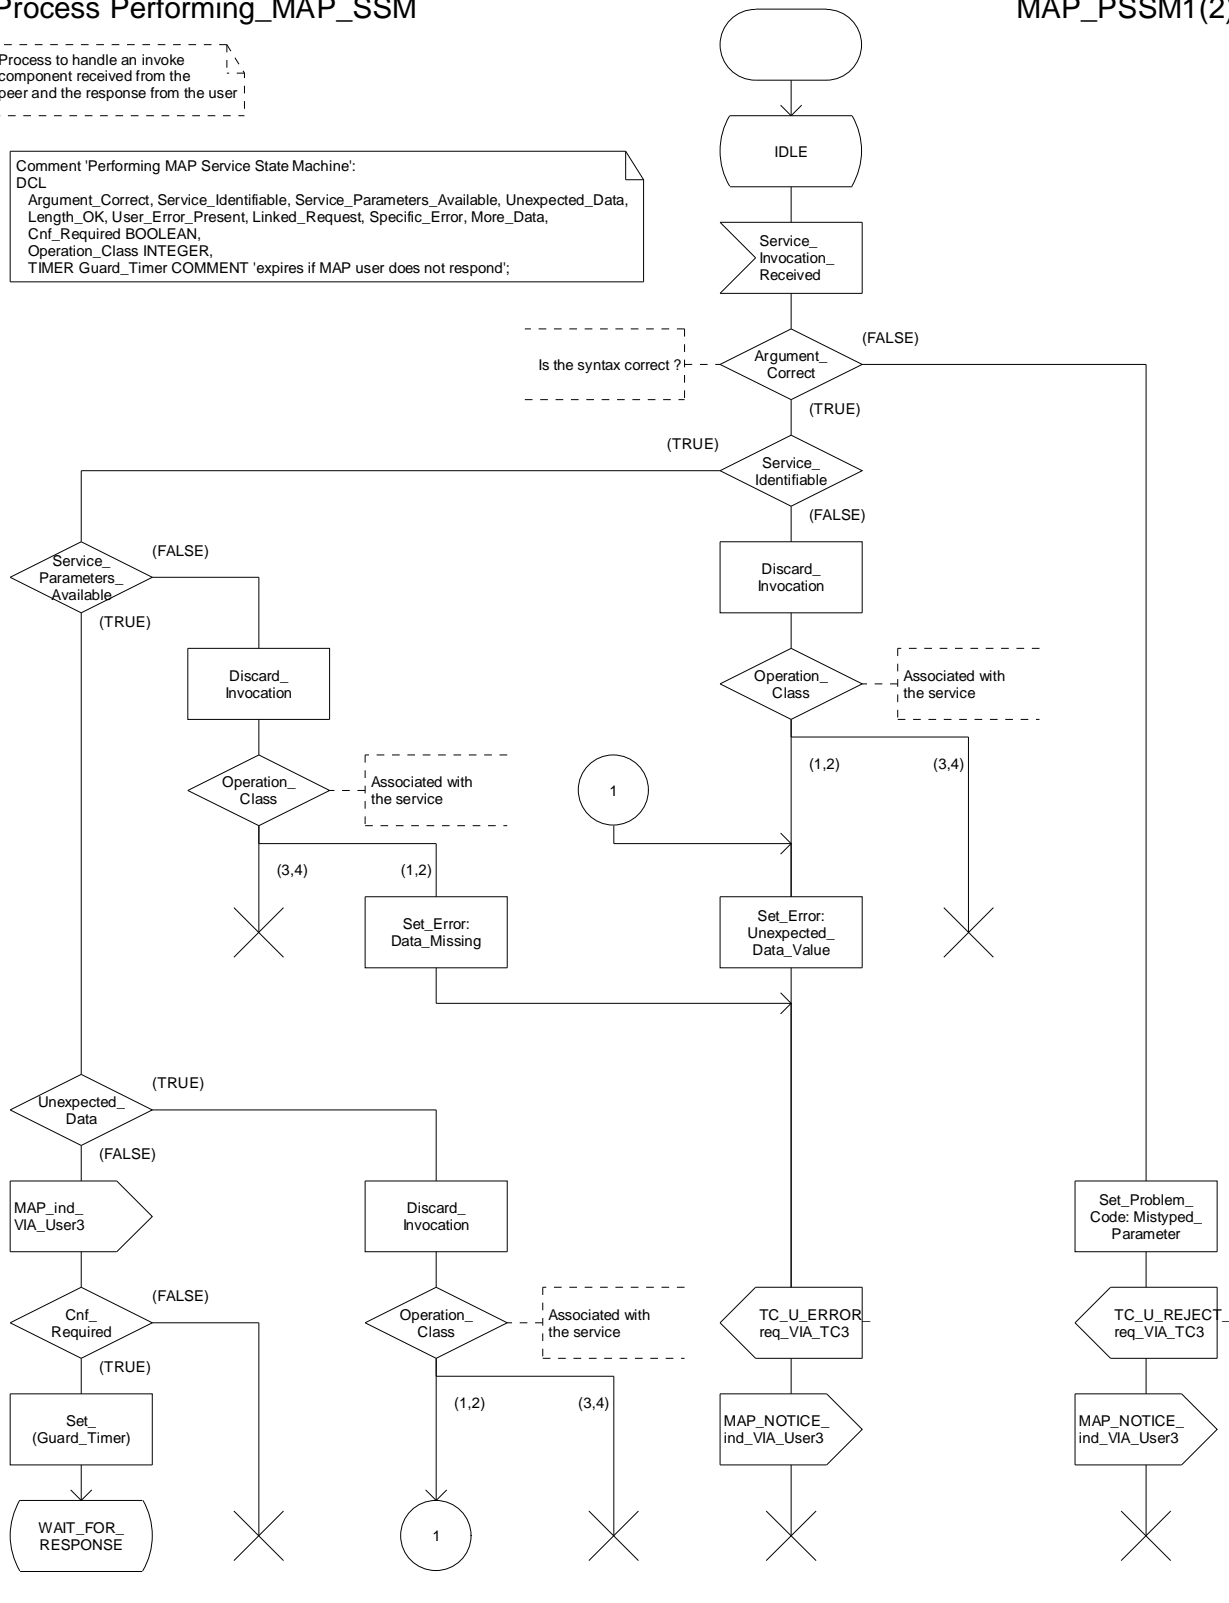 Process Performing_MAP_SSM
MAP_PSSM1(2)
Process to handle an invoke
component received from the
peer and the response from the user
Comment 'Performing MAP Service State Machine':
DCL
Argument_Correct, Service_Identifiable, Service_Parameters_Available, Unexpected_Data,
Length_OK, User_Error_Present, Linked_Request, Specific_Error, More_Data,
Cnf_Required BOOLEAN,
Operation_Class INTEGER,
TIMER Guard_Timer COMMENT 'expires if MAP user does not respond';
IDLE
Service_
Invocation_
Received
Is the syntax correct ?
Argument_
Correct
(FALSE)
(TRUE)
(TRUE)
Service_
Identifiable
(FALSE)
Service_
Parameters_
Available
(FALSE)
(TRUE)
Discard_
Invocation
Discard_
Invocation
Operation_
Class
Associated with
the service
Operation_
Class
Associated with
the service
1
(1,2)
(3,4)
(3,4)
(1,2)
Set_Error:
Data_Missing
Set_Error:
Unexpected_
Data_Value
Unexpected_
Data
(TRUE)
(FALSE)
MAP_ind_
VIA_User3
Discard_
Invocation
Set_Problem_
Code: Mistyped_
Parameter
Cnf_
Required
(FALSE)
(TRUE)
Operation_
Class
Associated with
the service
TC_U_ERROR_
req_VIA_TC3
TC_U_REJECT_
req_VIA_TC3
(1,2)
(3,4)
Set_
(Guard_Timer)
MAP_NOTICE_
ind_VIA_User3
MAP_NOTICE_
ind_VIA_User3
WAIT_FOR_
RESPONSE
1